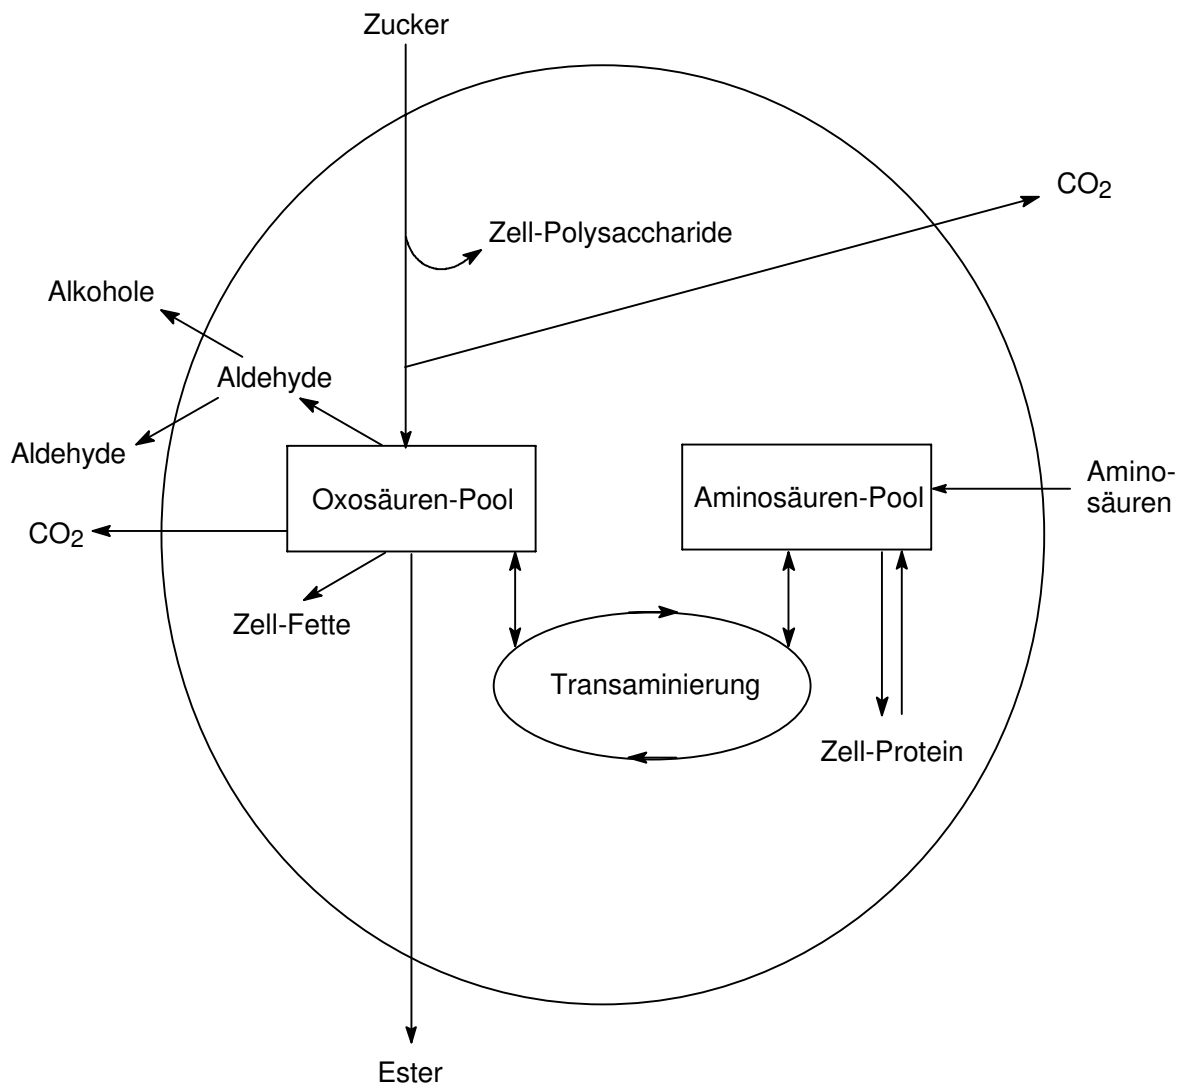 Zucker
CO2
Zell-Polysaccharide
Alkohole
Aldehyde
Aldehyde
Oxosäuren-Pool
Aminosäuren-Pool
Amino-
säuren
CO2
Zell-Fette
Transaminierung
Zell-Protein
Ester